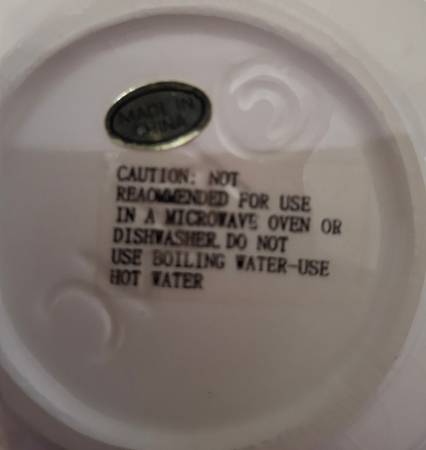 MADE IN
CHINA
CAUTION: NOT
REAOMMENDED FOR USE
IN A MICROWAVE OVEN OR
DISHWASHER. DO NOT
USE BOILING WATER-USE
HOT WATER